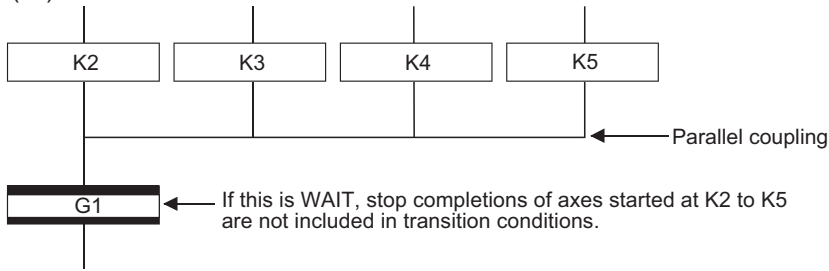 K2
K3
K4
K5
Parallel coupling
G1
If this is WAIT, stop completions of axes started at K2 to K5
are not included in transition conditions.